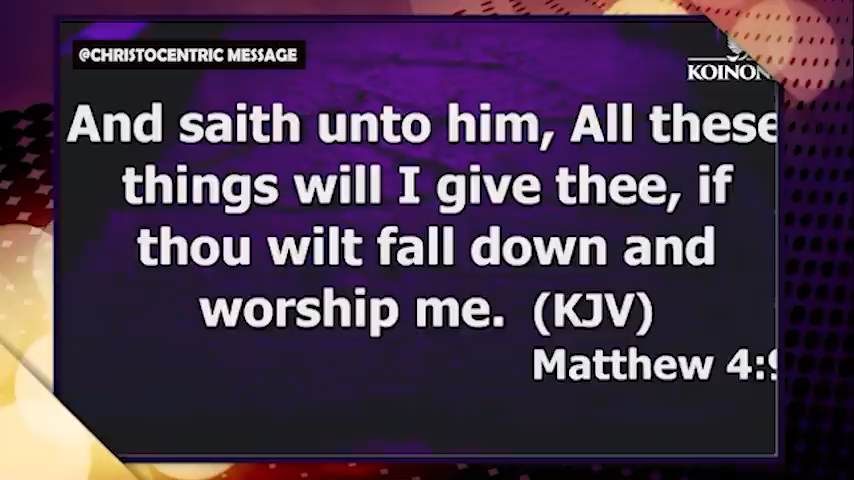 @CHRISTOCENTRIC MESSAGE
KOINON
And saith unto him, All these
things will I give thee, if
thou wilt fall down and
worship me. (KJV)
Matthew 4:9